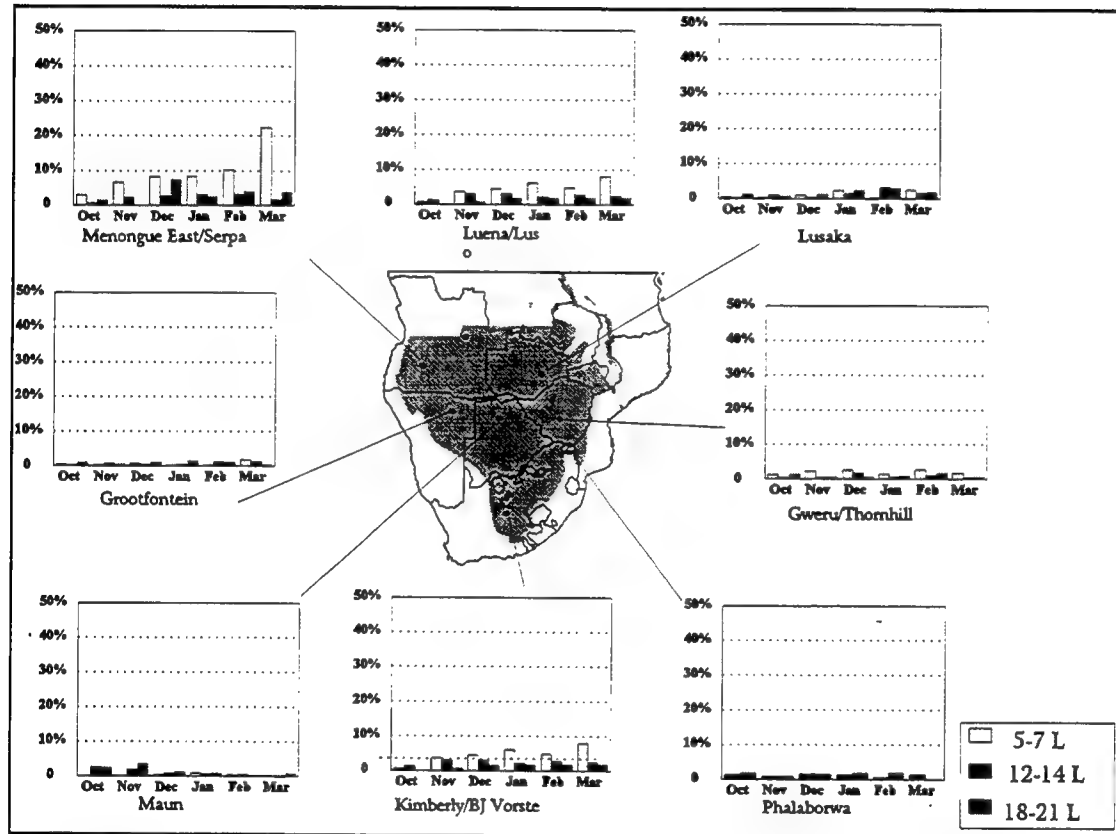 50%
40%
30%
20%
10%
0
Oct Nov Dec Jan Feb Mar
Menongue East/Serpa
50%
40%
30%
20%
10%
0
Oct Nov Dec Jan Feb Mar
Luena/Lus
o
50%
40%
30%
20%
10%
0
Oct Nov Dec Jan Feb Mar
Lusaka
50%
40%
30%
20%
10%
0
Oct Nov Dec Jan Feb Mar
Grootfontein
50%
40%
30%
20%
10%
0
Oct Nov Dec Jan Feb Mar
Gweru/Thornhill
50%
40%
30%
20%
10%
0
Oct Nov Dec Jan Feb Mar
Maun
50%
40%
30%
20%
10%
0
Oct Nov Dec Jan Feb Mar
Kimberly/BJ Vorste
50%
40%
30%
20%
10%
0
Oct Nov Dec Jan Feb Mar
Phalaborwa
5-7 L
12-14 L
18-21 L